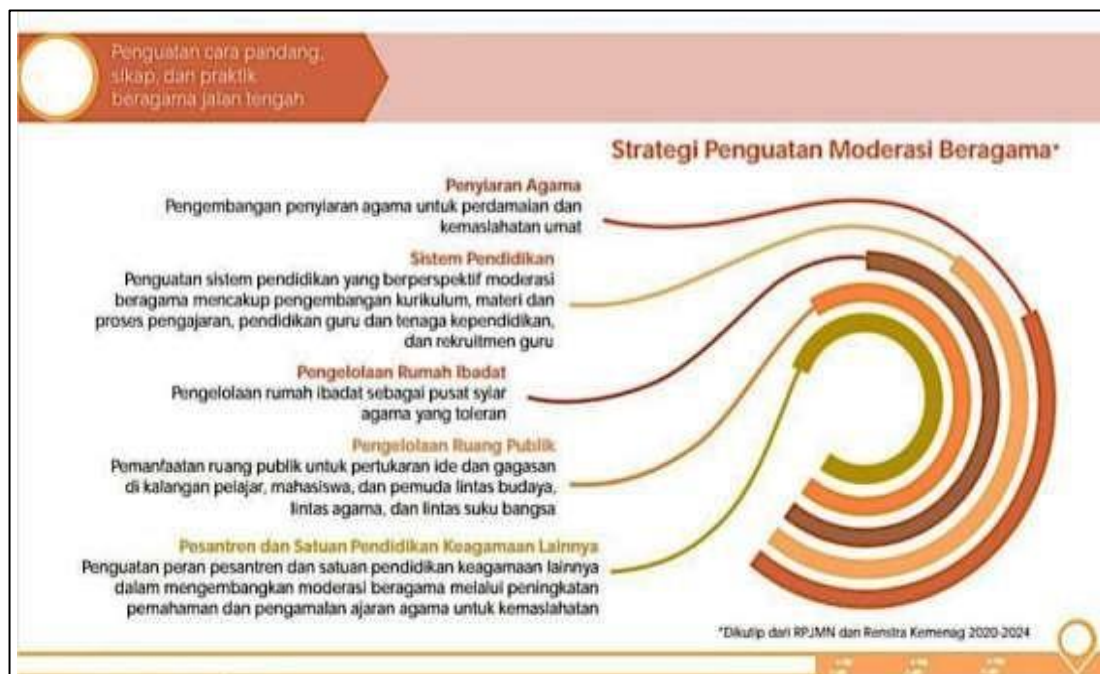 Penguatan cara pandang,
sikap, dan praktik
beragama jalan tengah
Strategi Penguatan Moderasi Beragama*
Penyiaran Agama
Pengembangan penyiaran agama untuk perdamaian dan
kemaslahatan umat
Sistem Pendidikan
Penguatan sistem pendidikan yang berperspektif moderasi
beragama mencakup pengembangan kurikulum, materi dan
proses pengajaran, pendidikan guru dan tenaga kependidikan,
dan rekruitmen guru
Pengelolaan Rumah Ibadat
Pengelolaan rumah ibadat sebagai pusat syiar
agama yang toleran
Pengelolaan Ruang Publik
Pemanfaatan ruang publik untuk pertukaran ide dan gagasan
di kalangan pelajar, mahasiswa, dan pemuda lintas budaya,
lintas agama, dan lintas suku bangsa
Pesantren dan Satuan Pendidikan Keagamaan Lainnya
Penguatan peran pesantren dan satuan pendidikan keagamaan lainnya
dalam mengembangkan moderasi beragama melalui peningkatan
pemahaman dan pengamalan ajaran agama untuk kemaslahatan
*Dikutip dari RPJMN dan Renstra Kemenag 2020-2024